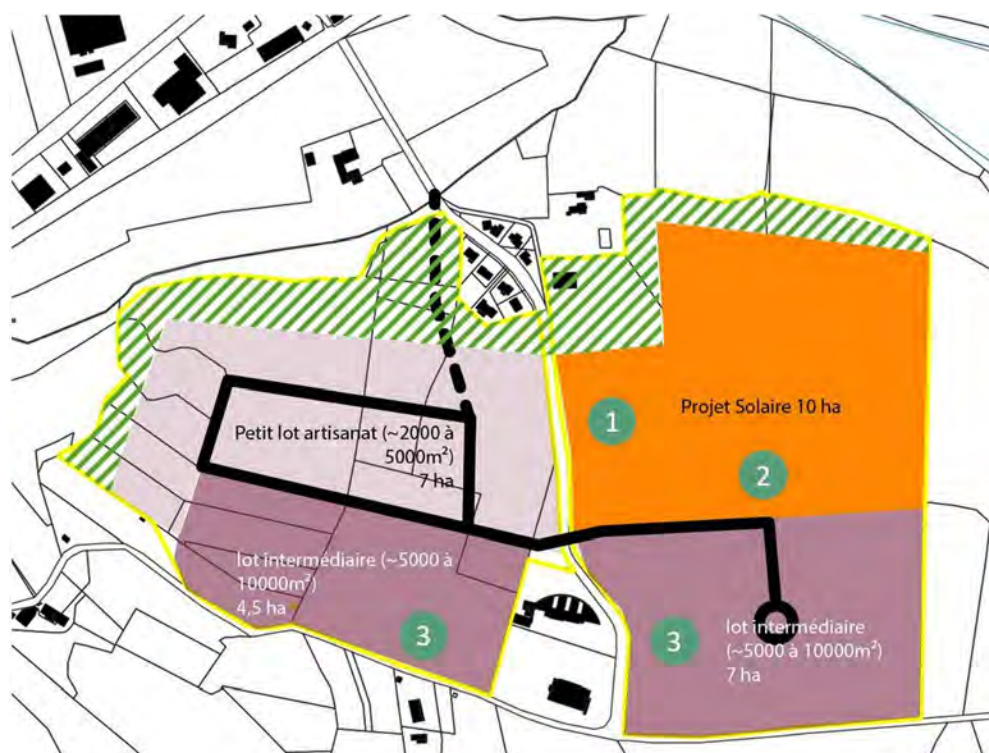 1
Projet Solaire 10 ha
Petit lot artisanat (~2000 à
5000m²)
7 ha
2
lot intermédiaire (~5000 à
10000m²)
4,5 ha
3
3
lot intermédiaire
(~5000 à 10000m²)
7 ha